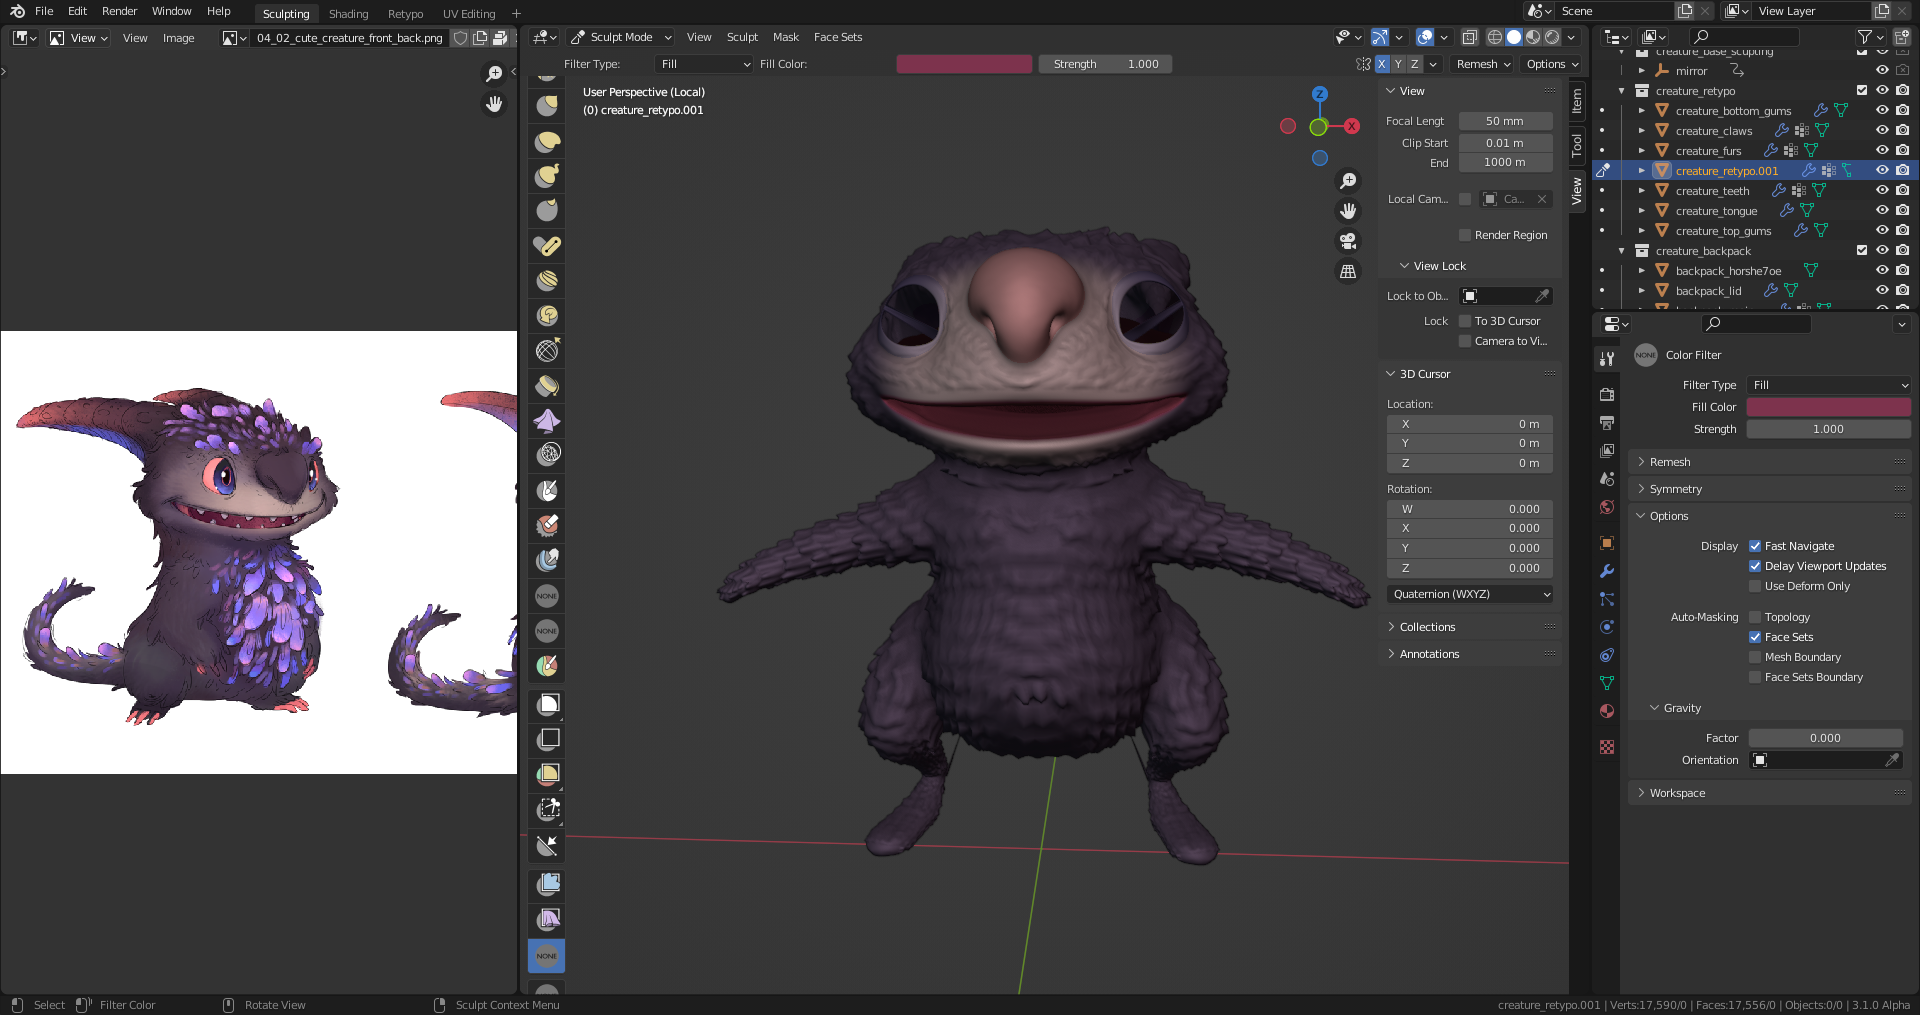 File Edit Render Window Help Sculpting Shading Retypo UV Editing + Scene View Layer
View View Image 04_02_cute_creature_front_back.png
Sculpt Mode View Sculpt Mask Face Sets
Filter Type: Fill Fill Color: Strength 1.000 X Y Z Remesh Options
User Perspective (Local)
(0) creature_retypo.001
Z
X
NONE
NONE
NONE
View
Focal Lengt 50 mm
Clip Start 0.01 m
End 1000 m
Local Cam... Ca...
Render Region
View Lock
Lock to Ob...
Lock To 3D Cursor
Camera to Vi...
3D Cursor
Location:
X 0 m
Y 0 m
Z 0 m
Rotation:
W 0.000
X 0.000
Y 0.000
Z 0.000
Quaternion (WXYZ)
Collections
Annotations
Item
Tool
View
creature_base_sculpting
mirror
creature_retypo
creature_bottom_gums
creature_claws
creature_furs
creature_retypo.001
creature_teeth
creature_tongue
creature_top_gums
creature_backpack
backpack_horshe7oe
backpack_lid
NONE Color Filter
Filter Type Fill
Fill Color
Strength 1.000
Remesh
Symmetry
Options
Display Fast Navigate
Delay Viewport Updates
Use Deform Only
Auto-Masking Topology
Face Sets
Mesh Boundary
Face Sets Boundary
Gravity
Factor 0.000
Orientation
Workspace
Select Filter Color Rotate View Sculpt Context Menu creature_retypo.001 | Verts:17,590/0 | Faces:17,556/0 | Objects:0/0 | 3.1.0 Alpha